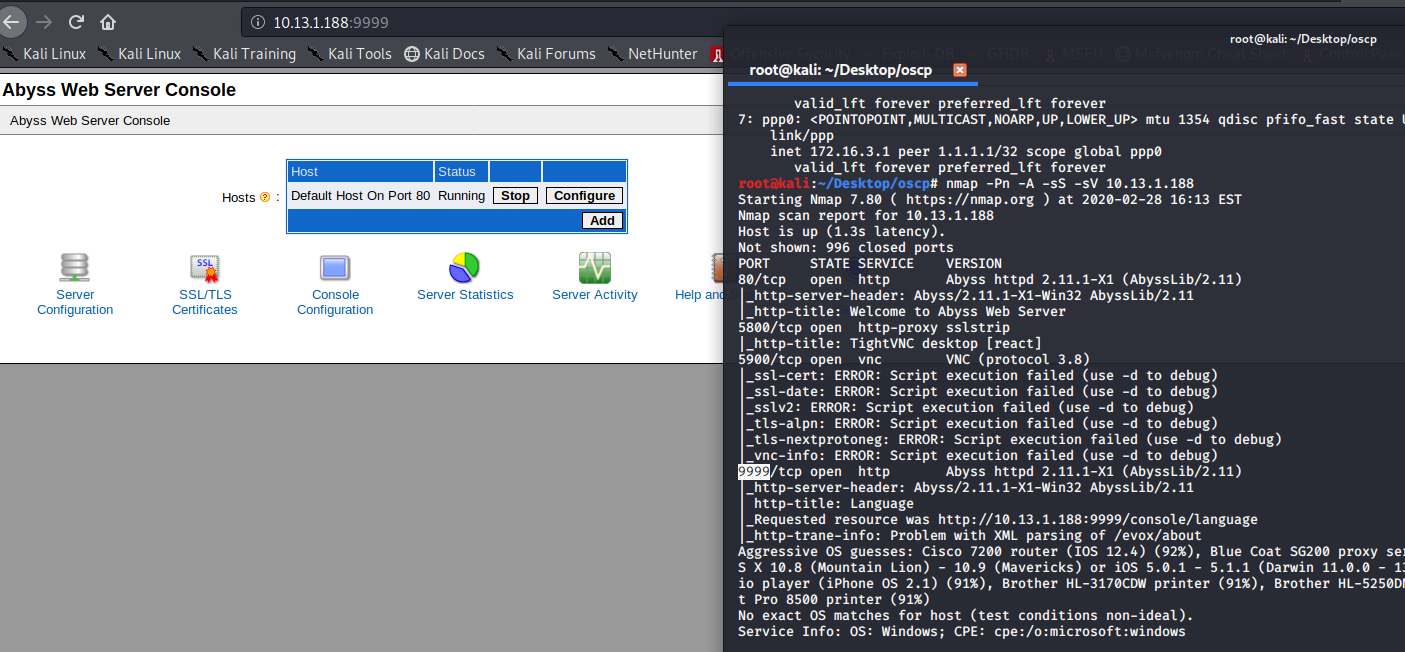 10.13.1.188:9999
Kali Linux Kali Linux Kali Training Kali Tools Kali Docs Kali Forums NetHunter
Abyss Web Server Console
Abyss Web Server Console
Host Status
Hosts :
Default Host On Port 80 Running Stop Configure
Add
Server Configuration
SSL
SSL/TLS Certificates
Console Configuration
Server Statistics
Server Activity
Help and
root@kali: ~/Desktop/oscp
root@kali: ~/Desktop/oscp
valid_lft forever preferred_lft forever
7: ppp0: <POINTOPOINT,MULTICAST,NOARP,UP,LOWER_UP> mtu 1354 qdisc pfifo_fast state
link/ppp
inet 172.16.3.1 peer 1.1.1.1/32 scope global ppp0
valid_lft forever preferred_lft forever
root@kali:~/Desktop/oscp# nmap -Pn -A -sS -sV 10.13.1.188
Starting Nmap 7.80 ( https://nmap.org ) at 2020-02-28 16:13 EST
Nmap scan report for 10.13.1.188
Host is up (1.3s latency).
Not shown: 996 closed ports
PORT STATE SERVICE VERSION
80/tcp open http Abyss httpd 2.11.1-X1 (AbyssLib/2.11)
|_http-server-header: Abyss/2.11.1-X1-Win32 AbyssLib/2.11
|_http-title: Welcome to Abyss Web Server
5800/tcp open http-proxy sslstrip
|_http-title: TightVNC desktop [react]
5900/tcp open vnc VNC (protocol 3.8)
|_ssl-cert: ERROR: Script execution failed (use -d to debug)
|_ssl-date: ERROR: Script execution failed (use -d to debug)
|_sslv2: ERROR: Script execution failed (use -d to debug)
|_tls-alpn: ERROR: Script execution failed (use -d to debug)
|_tls-nextprotoneg: ERROR: Script execution failed (use -d to debug)
|_vnc-info: ERROR: Script execution failed (use -d to debug)
9999/tcp open http Abyss httpd 2.11.1-X1 (AbyssLib/2.11)
|_http-server-header: Abyss/2.11.1-X1-Win32 AbyssLib/2.11
| http-title: Language
|_Requested resource was http://10.13.1.188:9999/console/language
|_http-trane-info: Problem with XML parsing of /evox/about
Aggressive OS guesses: Cisco 7200 router (IOS 12.4) (92%), Blue Coat SG200 proxy ser
S X 10.8 (Mountain Lion) - 10.9 (Mavericks) or iOS 5.0.1 - 5.1.1 (Darwin 11.0.0 - 13
io player (iPhone OS 2.1) (91%), Brother HL-3170CDW printer (91%), Brother HL-5250D
t Pro 8500 printer (91%)
No exact OS matches for host (test conditions non-ideal).
Service Info: OS: Windows; CPE: cpe:/o:microsoft:windows